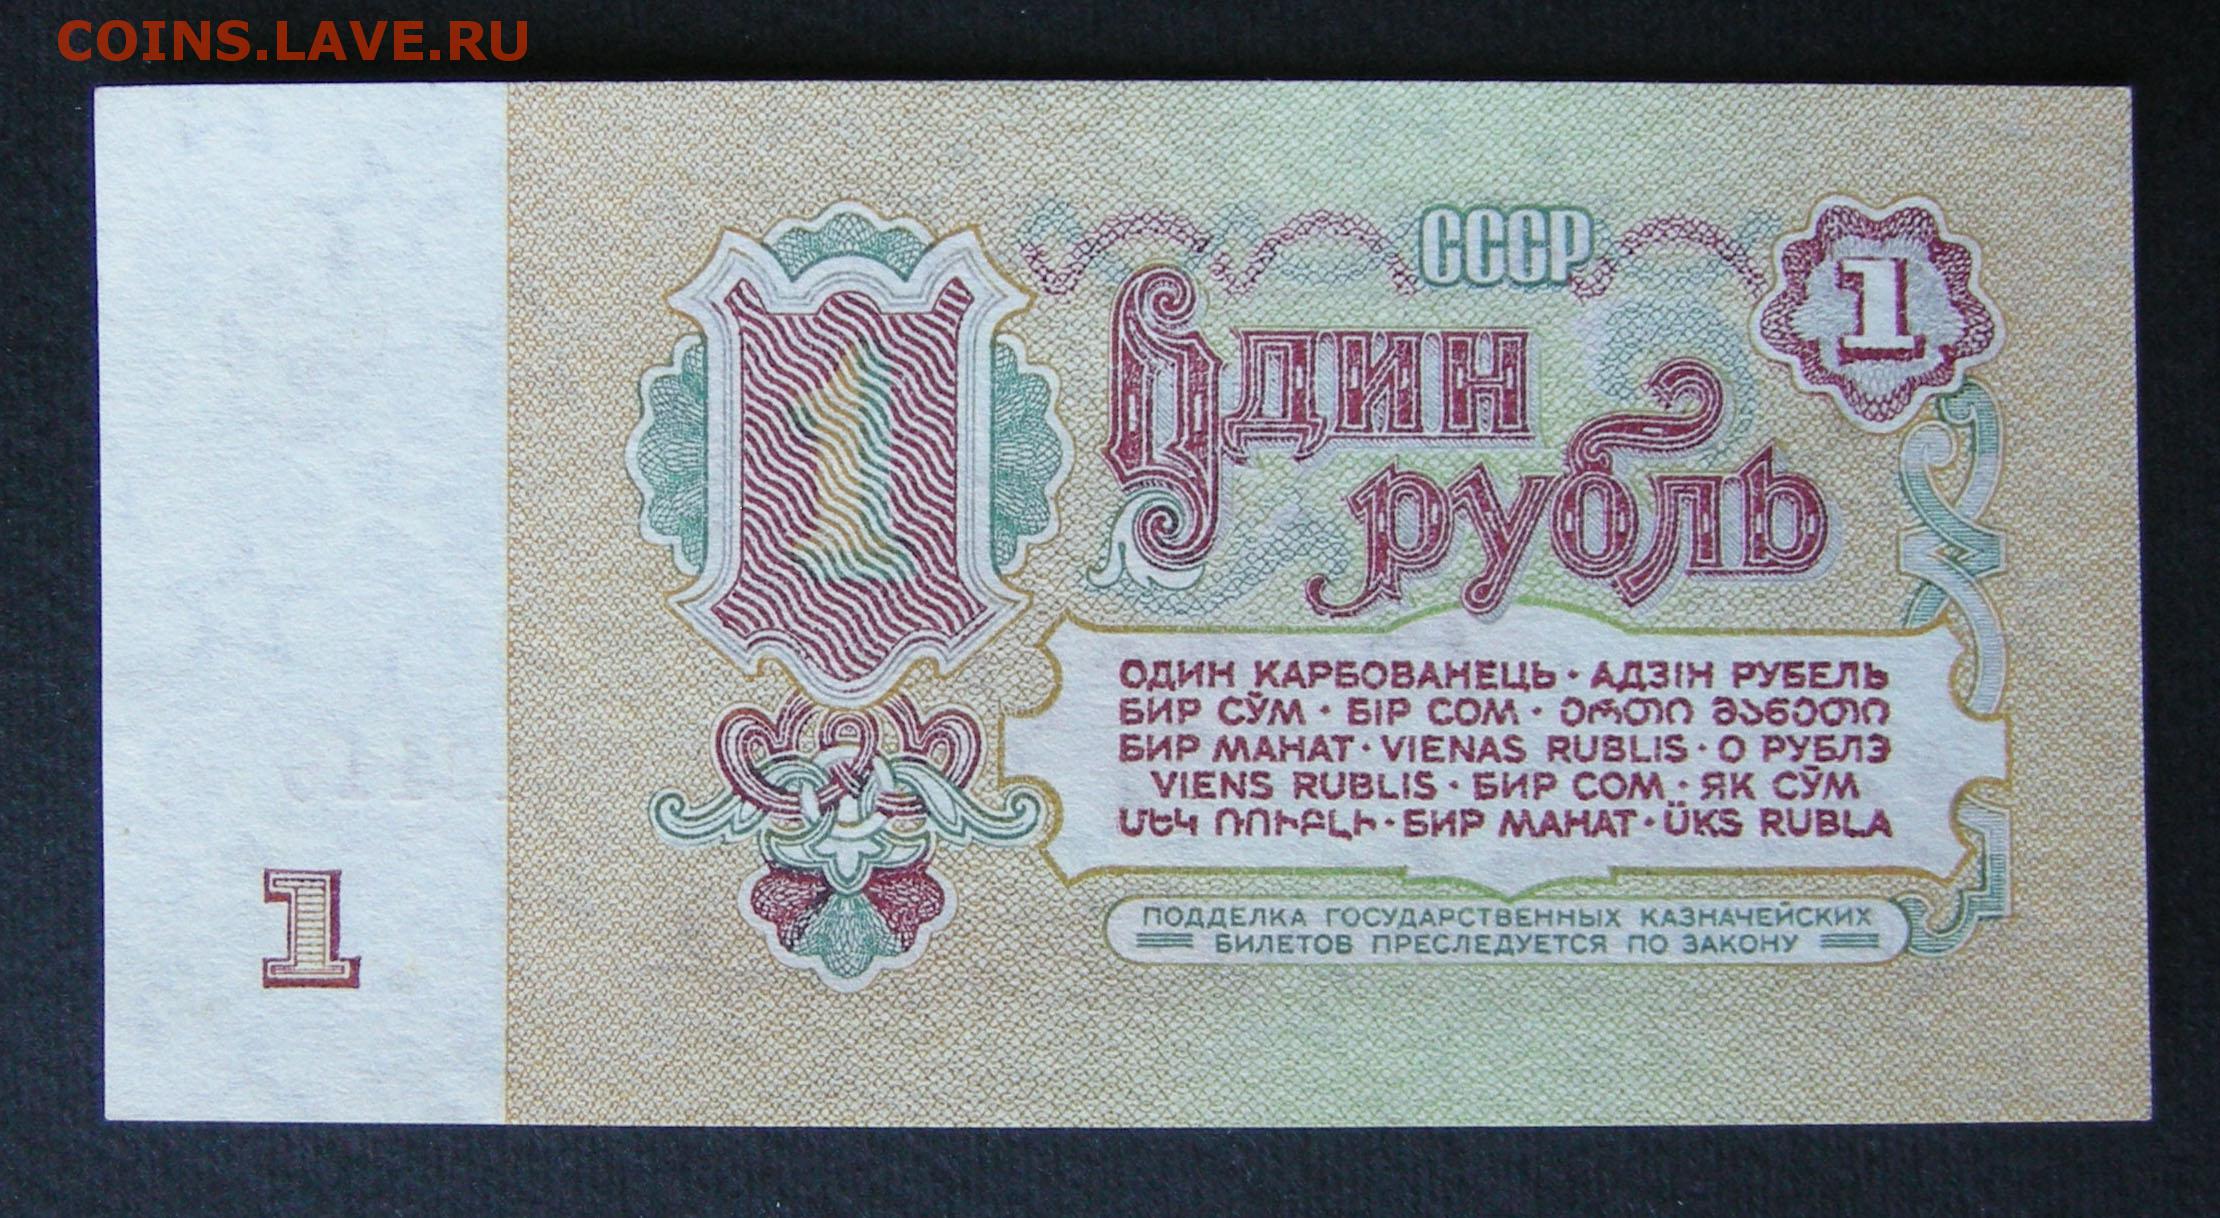 COINS.LAVE.RU
СССР
1
1
Один
рубль
ОДИН КАРБОВАНЕЦЬ · АДЗІН РУБЕЛЬ
БИР СЎМ · БІР СОМ · ᲔᲠᲗᲘ ᲛᲐᲜᲔᲗᲘ
БИР МАНАТ · VIENAS RUBLIS · О РУБЛЭ
VIENS RUBLIS · БИР СОМ · ЯК СӮМ
ՄԵԿ ՌՈՒԲԼԻ · БИР МАНАТ · ÜKS RUBLA
ПОДДЕЛКА ГОСУДАРСТВЕННЫХ КАЗНАЧЕЙСКИХ
БИЛЕТОВ ПРЕСЛЕДУЕТСЯ ПО ЗАКОНУ
1